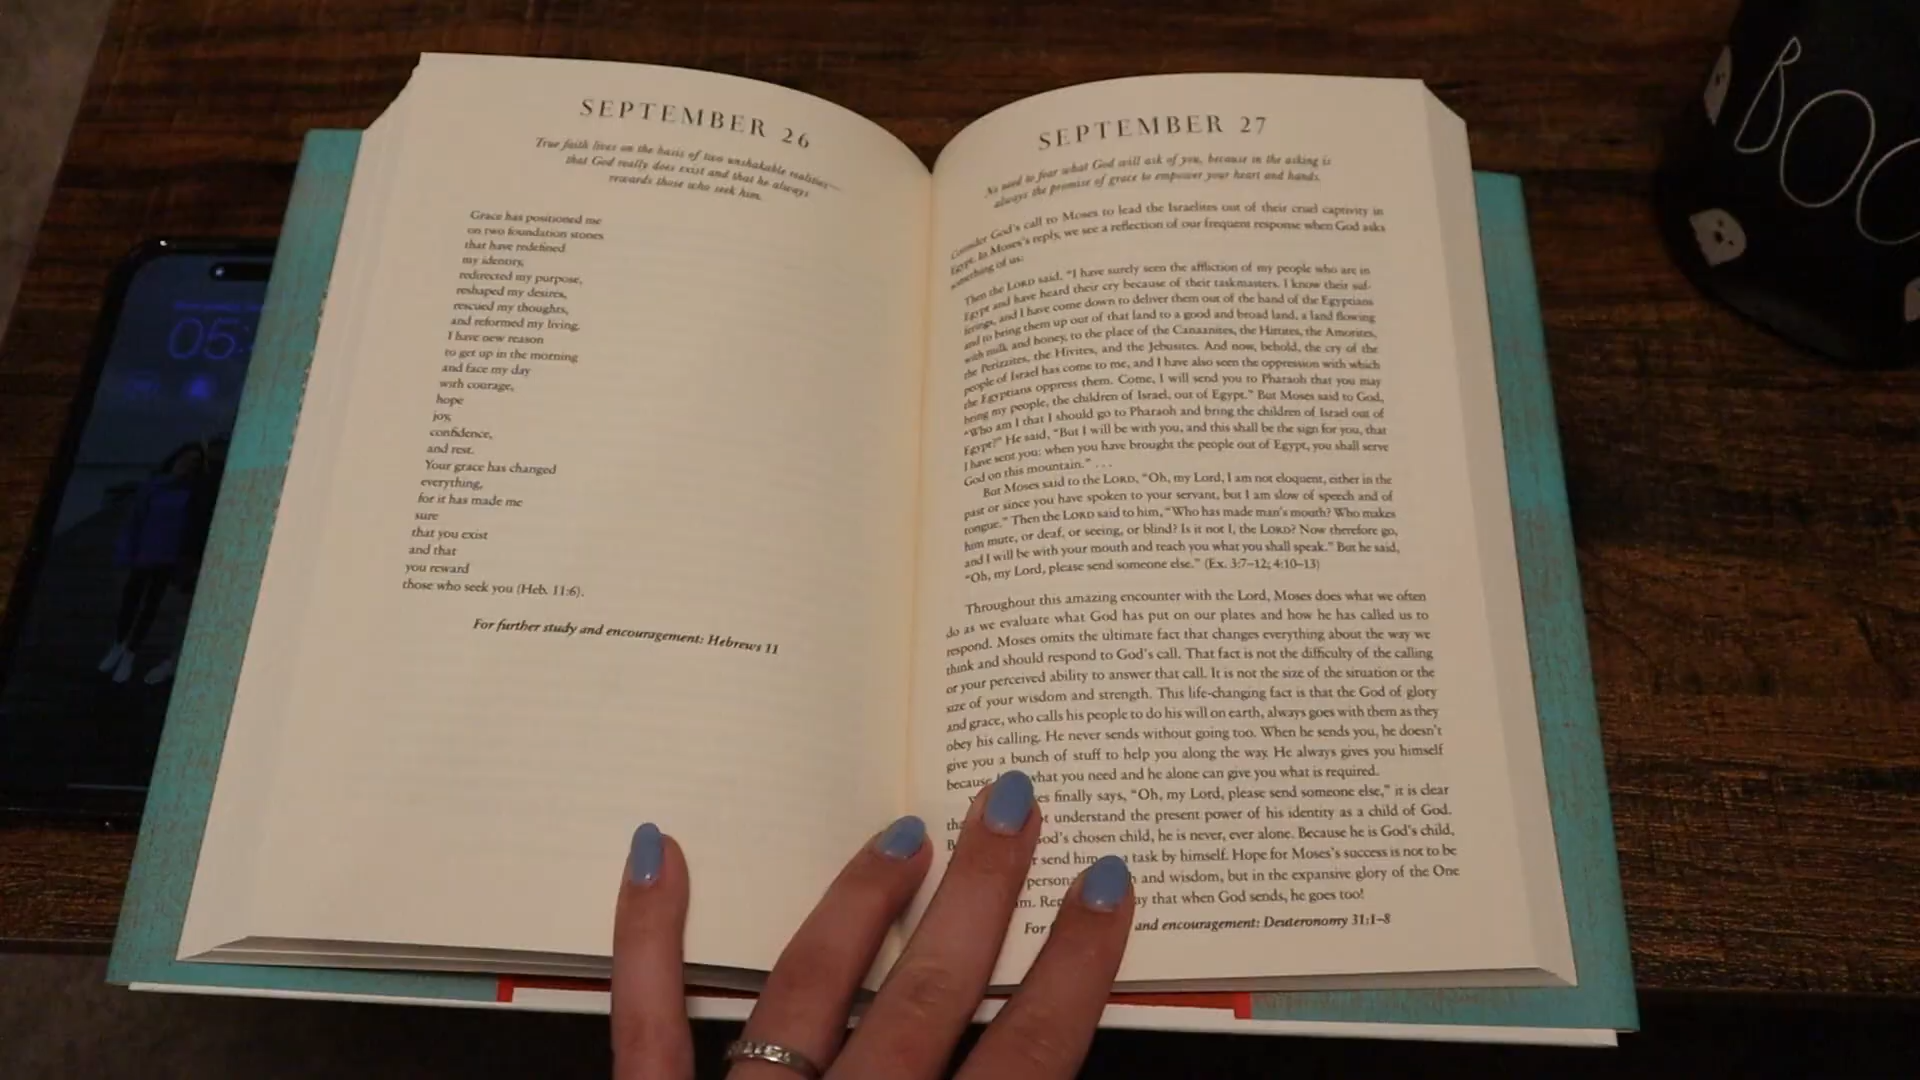 SEPTEMBER 26
True faith lives on the basis of two unshakable realities—
that God really does exist and that he always
rewards those who seek him.
Grace has positioned me
on two foundation stones
that have redefined
my identity,
redirected my purpose,
reshaped my desires,
rescued my thoughts,
and reformed my living.
I have new reason
to get up in the morning
and face my day
with courage,
hope
joy,
confidence,
and rest.
Your grace has changed
everything,
for it has made me
sure
that you exist
and that
you reward
those who seek you (Heb. 11:6).
For further study and encouragement: Hebrews 11
SEPTEMBER 27
No need to fear what God will ask of you, because in the asking is
always the promise of grace to empower your heart and hands.
Consider God's call to Moses to lead the Israelites out of their cruel captivity in
Egypt. In Moses's reply, we see a reflection of our frequent response when God asks
something of us:
Then the LORD said, "I have surely seen the affliction of my people who are in
Egypt and have heard their cry because of their taskmasters. I know their suf-
ferings, and I have come down to deliver them out of the hand of the Egyptians
and to bring them up out of that land to a good and broad land, a land flowing
with milk and honey, to the place of the Canaanites, the Hittites, the Amorites,
the Perizzites, the Hivites, and the Jebusites. And now, behold, the cry of the
people of Israel has come to me, and I have also seen the oppression with which
the Egyptians oppress them. Come, I will send you to Pharaoh that you may
bring my people, the children of Israel, out of Egypt." But Moses said to God,
"Who am I that I should go to Pharaoh and bring the children of Israel out of
Egypt?" He said, "But I will be with you, and this shall be the sign for you, that
I have sent you: when you have brought the people out of Egypt, you shall serve
God on this mountain." . . .
But Moses said to the LORD, "Oh, my Lord, I am not eloquent, either in the
past or since you have spoken to your servant, but I am slow of speech and of
tongue." Then the LORD said to him, "Who has made man's mouth? Who makes
him mute, or deaf, or seeing, or blind? Is it not I, the LORD? Now therefore go,
and I will be with your mouth and teach you what you shall speak." But he said,
"Oh, my Lord, please send someone else." (Ex. 3:7–12; 4:10–13)
Throughout this amazing encounter with the Lord, Moses does what we often
do as we evaluate what God has put on our plates and how he has called us to
respond. Moses omits the ultimate fact that changes everything about the way we
think and should respond to God's call. That fact is not the difficulty of the calling
or your perceived ability to answer that call. It is not the size of the situation or the
size of your wisdom and strength. This life-changing fact is that the God of glory
and grace, who calls his people to do his will on earth, always goes with them as they
obey his calling. He never sends without going too. When he sends you, he doesn't
give you a bunch of stuff to help you along the way. He always gives you himself
because what you need and he alone can give you what is required.
finally says, "Oh, my Lord, please send someone else," it is clear
understand the present power of his identity as a child of God.
God's chosen child, he is never, ever alone. Because he is God's child,
send him a task by himself. Hope for Moses's success is not to be
and wisdom, but in the expansive glory of the One
that when God sends, he goes too!
For and encouragement: Deuteronomy 31:1–8
05:
BOO